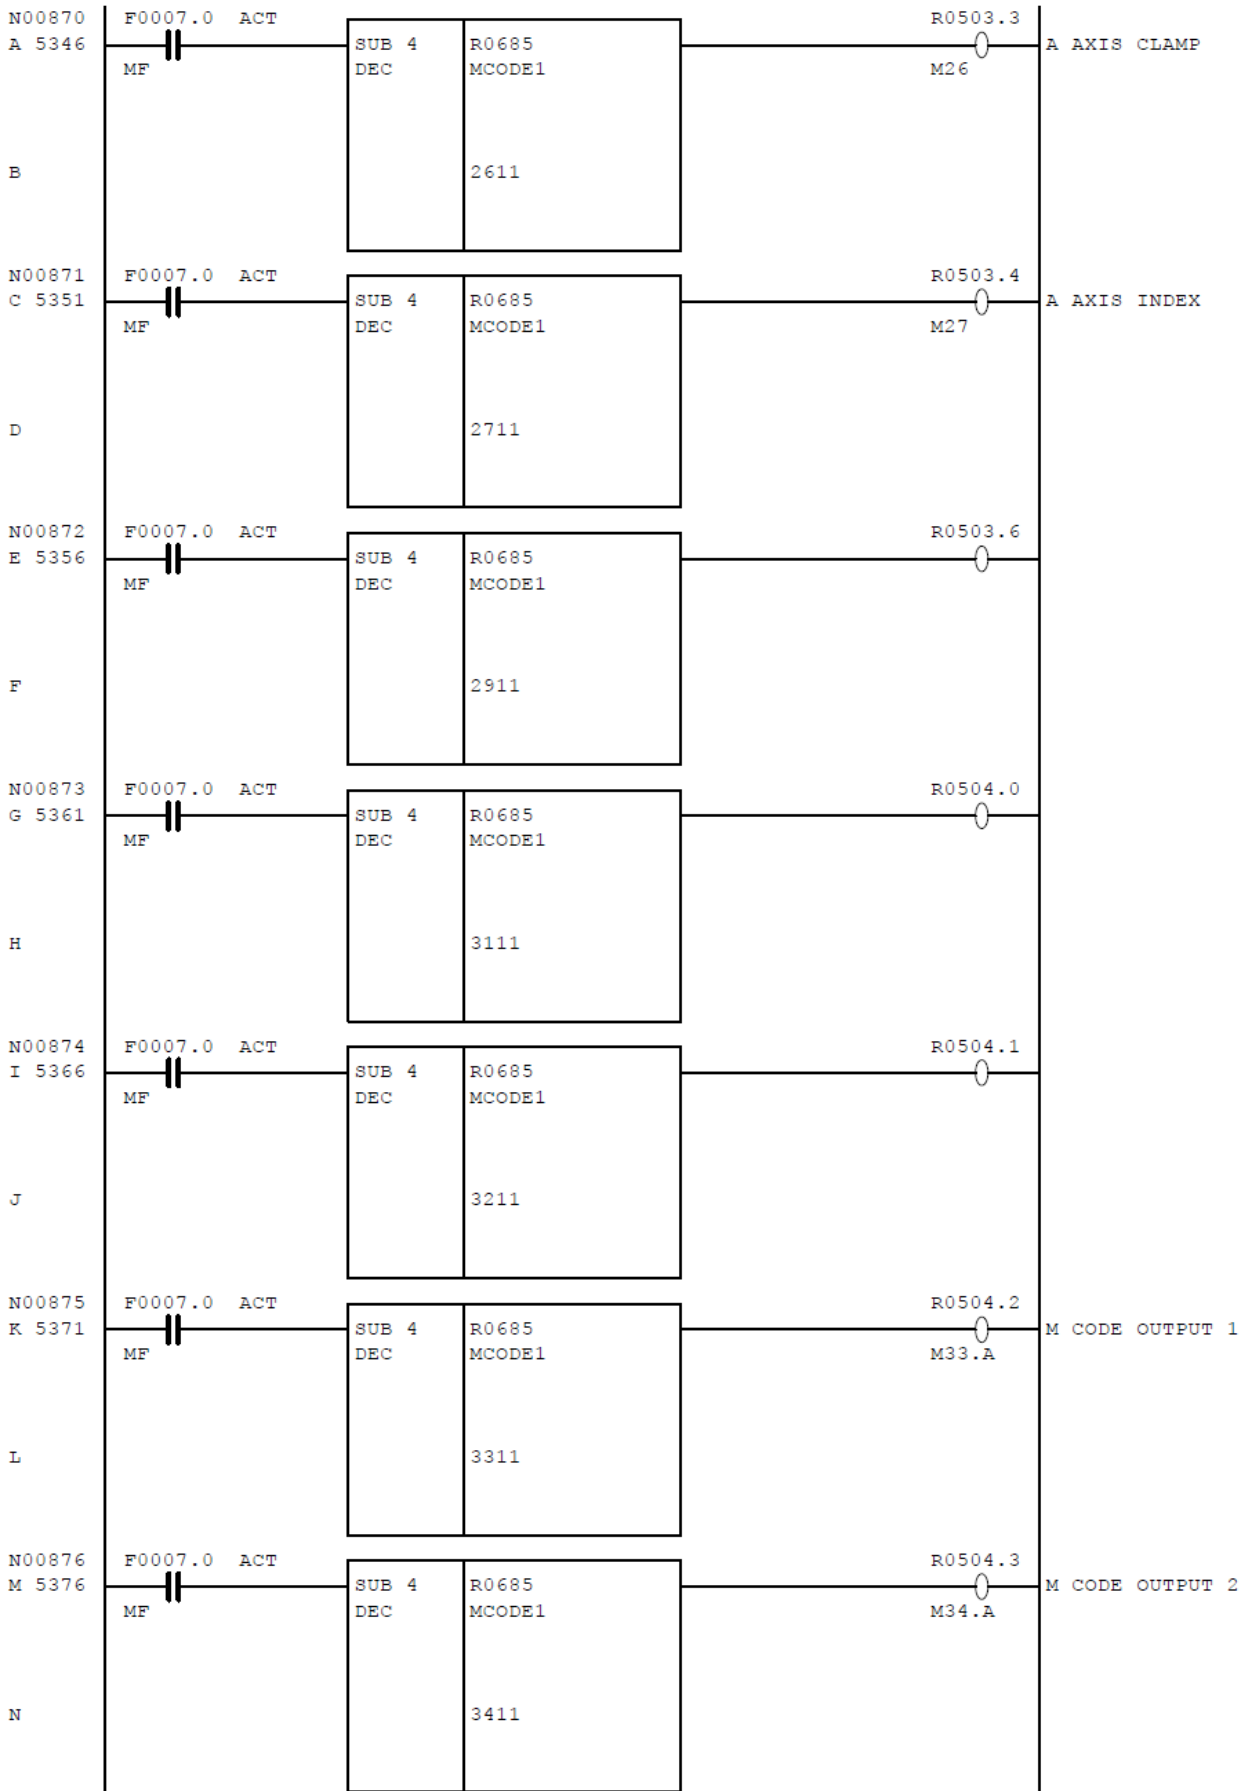 N00870 F0007.0 ACT R0503.3
A 5346 SUB 4 R0685 A AXIS CLAMP
MF DEC MCODE1 M26
B 2611
N00871 F0007.0 ACT R0503.4
C 5351 SUB 4 R0685 A AXIS INDEX
MF DEC MCODE1 M27
D 2711
N00872 F0007.0 ACT R0503.6
E 5356 SUB 4 R0685
MF DEC MCODE1
F 2911
N00873 F0007.0 ACT R0504.0
G 5361 SUB 4 R0685
MF DEC MCODE1
H 3111
N00874 F0007.0 ACT R0504.1
I 5366 SUB 4 R0685
MF DEC MCODE1
J 3211
N00875 F0007.0 ACT R0504.2
K 5371 SUB 4 R0685 M CODE OUTPUT 1
MF DEC MCODE1 M33.A
L 3311
N00876 F0007.0 ACT R0504.3
M 5376 SUB 4 R0685 M CODE OUTPUT 2
MF DEC MCODE1 M34.A
N 3411